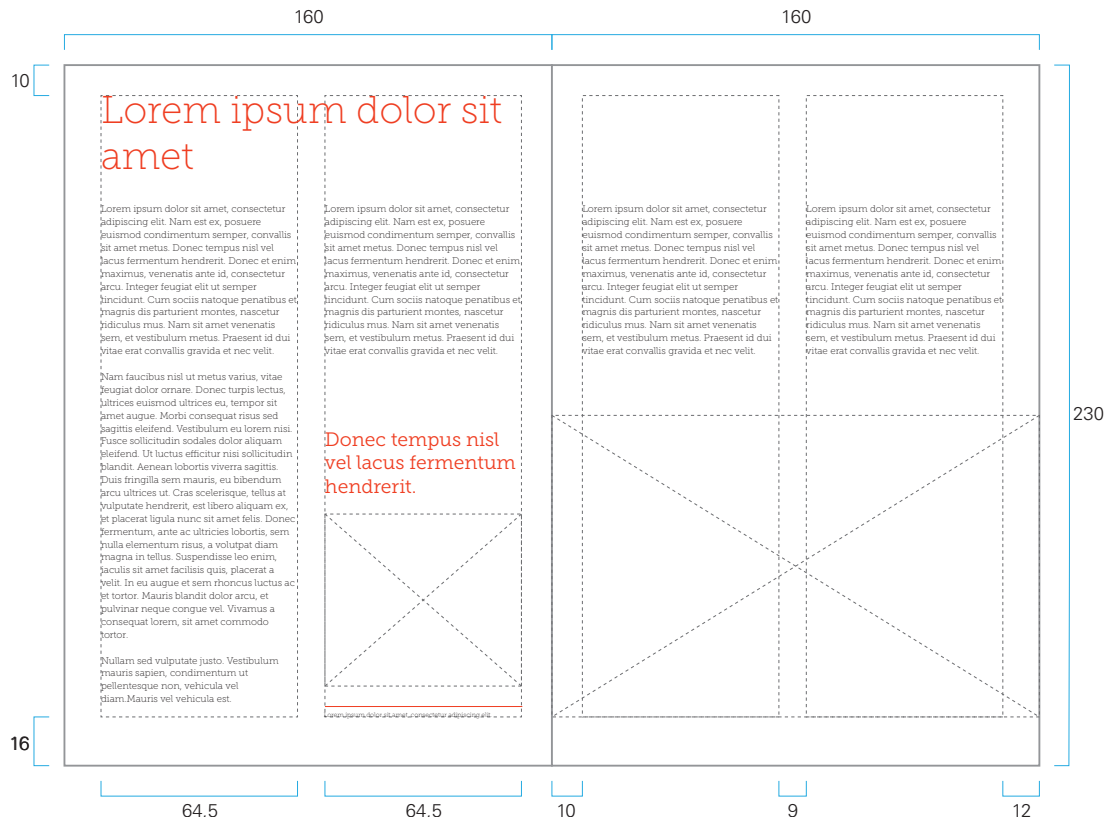 160
160
10
Lorem ipsum dolor sit
amet
Lorem ipsum dolor sit amet, consectetur
adipiscing elit. Nam est ex, posuere
euismod condimentum semper, convallis
sit amet metus. Donec tempus nisl vel
lacus fermentum hendrerit. Donec et enim
maximus, venenatis ante id, consectetur
arcu. Integer feugiat elit ut semper
tincidunt. Cum sociis natoque penatibus et
magnis dis parturient montes, nascetur
ridiculus mus. Nam sit amet venenatis
sem, et vestibulum metus. Praesent id dui
vitae erat convallis gravida et nec velit.
Nam faucibus nisl ut metus varius, vitae
feugiat dolor ornare. Donec turpis lectus,
ultrices euismod ultrices eu, tempor sit
amet augue. Morbi consequat risus sed
sagittis eleifend. Vestibulum eu lorem nisi.
Fusce sollicitudin sodales dolor aliquam
eleifend. Ut luctus efficitur nisi sollicitudin
blandit. Aenean lobortis viverra sagittis.
Duis fringilla sem mauris, eu bibendum
arcu ultrices ut. Cras scelerisque, tellus at
vulputate hendrerit, est libero aliquam ex,
et placerat ligula nunc sit amet felis. Donec
fermentum, ante ac ultricies lobortis, sem
nulla elementum risus, a volutpat diam
magna in tellus. Suspendisse leo enim,
iaculis sit amet facilisis quis, placerat a
velit. In eu augue et sem rhoncus luctus ac
et tortor. Mauris blandit dolor arcu, et
pulvinar neque congue vel. Vivamus a
consequat lorem, sit amet commodo
tortor.
Nullam sed vulputate justo. Vestibulum
mauris sapien, condimentum ut
pellentesque non, vehicula vel
diam.Mauris vel vehicula est.
Lorem ipsum dolor sit amet, consectetur
adipiscing elit. Nam est ex, posuere
euismod condimentum semper, convallis
sit amet metus. Donec tempus nisl vel
lacus fermentum hendrerit. Donec et enim
maximus, venenatis ante id, consectetur
arcu. Integer feugiat elit ut semper
tincidunt. Cum sociis natoque penatibus et
magnis dis parturient montes, nascetur
ridiculus mus. Nam sit amet venenatis
sem, et vestibulum metus. Praesent id dui
vitae erat convallis gravida et nec velit.
Donec tempus nisl
vel lacus fermentum
hendrerit.
Lorem ipsum dolor sit amet, consectetur adipiscing elit.
Lorem ipsum dolor sit amet, consectetur
adipiscing elit. Nam est ex, posuere
euismod condimentum semper, convallis
sit amet metus. Donec tempus nisl vel
lacus fermentum hendrerit. Donec et enim
maximus, venenatis ante id, consectetur
arcu. Integer feugiat elit ut semper
tincidunt. Cum sociis natoque penatibus et
magnis dis parturient montes, nascetur
ridiculus mus. Nam sit amet venenatis
sem, et vestibulum metus. Praesent id dui
vitae erat convallis gravida et nec velit.
Lorem ipsum dolor sit amet, consectetur
adipiscing elit. Nam est ex, posuere
euismod condimentum semper, convallis
sit amet metus. Donec tempus nisl vel
lacus fermentum hendrerit. Donec et enim
maximus, venenatis ante id, consectetur
arcu. Integer feugiat elit ut semper
tincidunt. Cum sociis natoque penatibus et
magnis dis parturient montes, nascetur
ridiculus mus. Nam sit amet venenatis
sem, et vestibulum metus. Praesent id dui
vitae erat convallis gravida et nec velit.
230
16
64.5
64.5
10
9
12